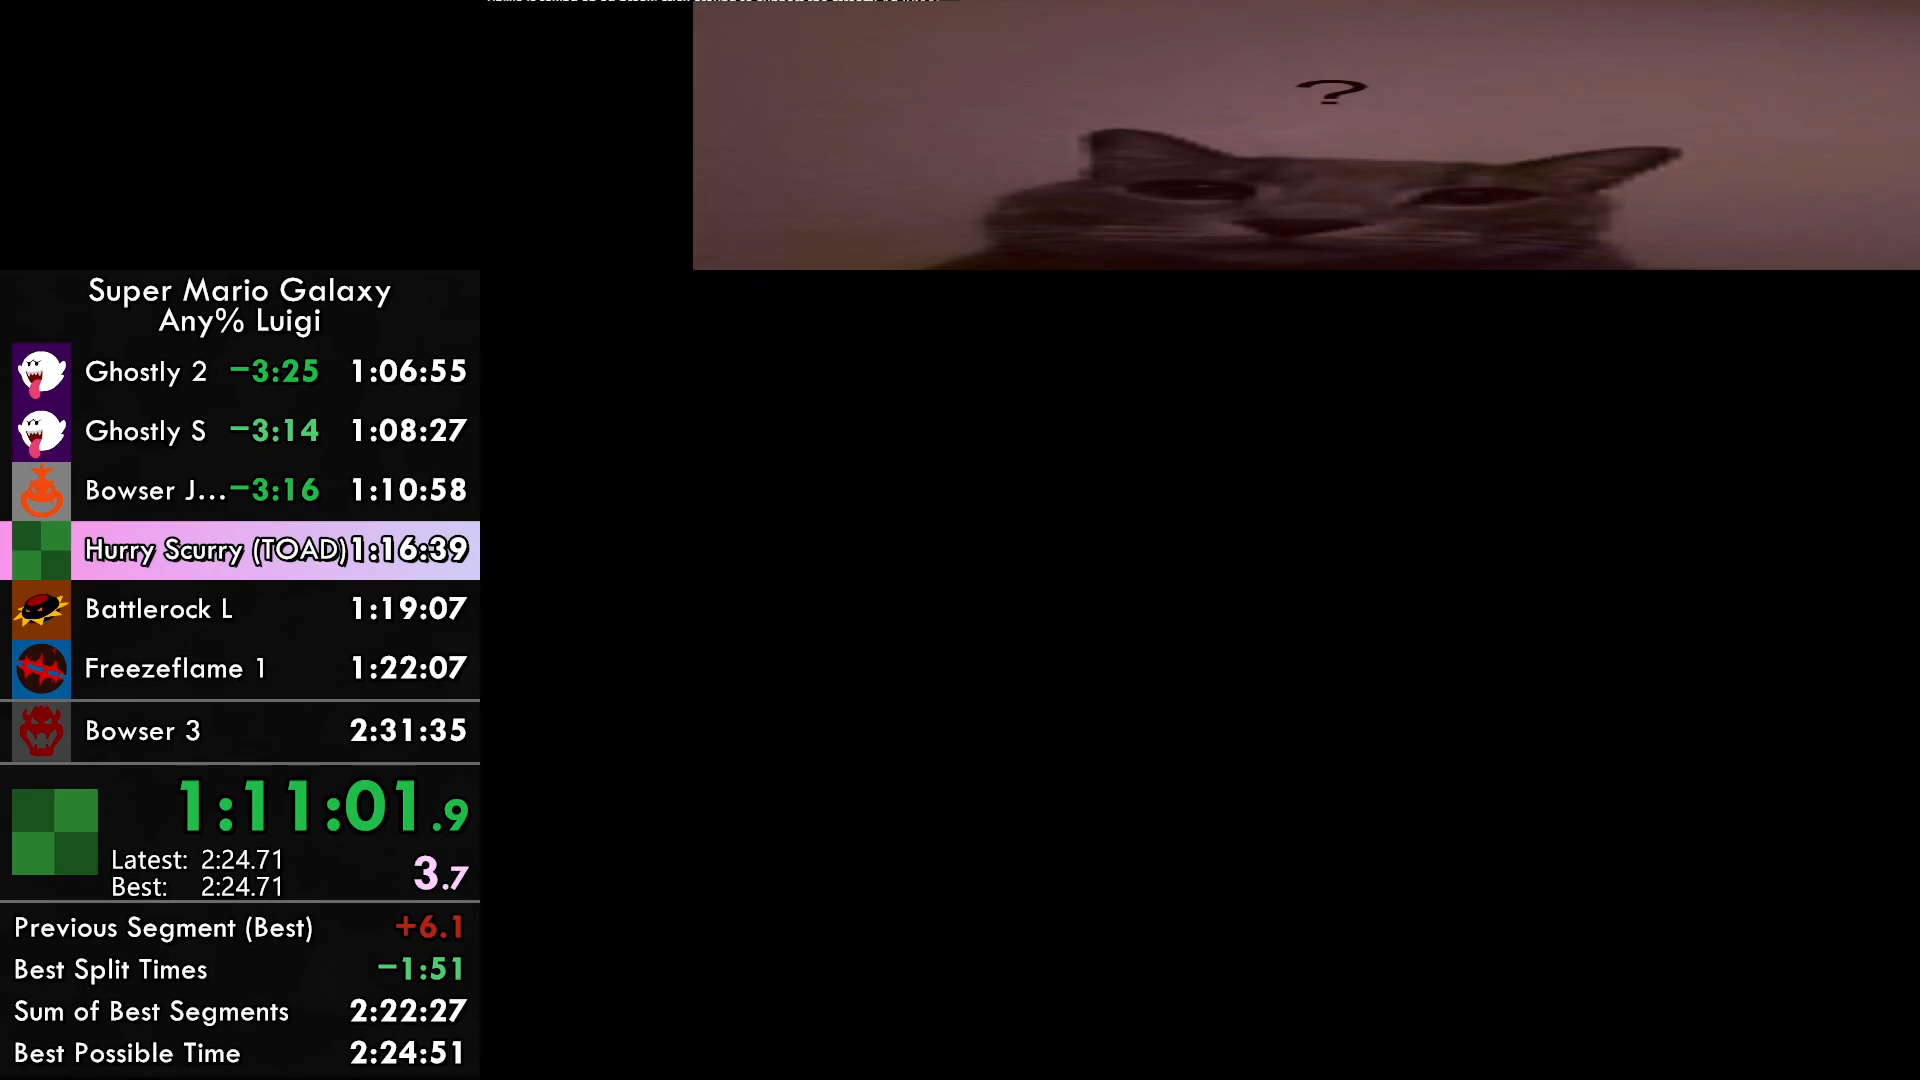 ?
Super Mario Galaxy
Any% Luigi
Ghostly 2 −3:25 1:06:55
Ghostly S −3:14 1:08:27
Bowser J... −3:16 1:10:58
Hurry Scurry (TOAD) 1:16:39
Battlerock L 1:19:07
Freezeflame 1 1:22:07
Bowser 3 2:31:35
1:11:01.9
Latest: 2:24.71
Best: 2:24.71
3.7
Previous Segment (Best) +6.1
Best Split Times −1:51
Sum of Best Segments 2:22:27
Best Possible Time 2:24:51